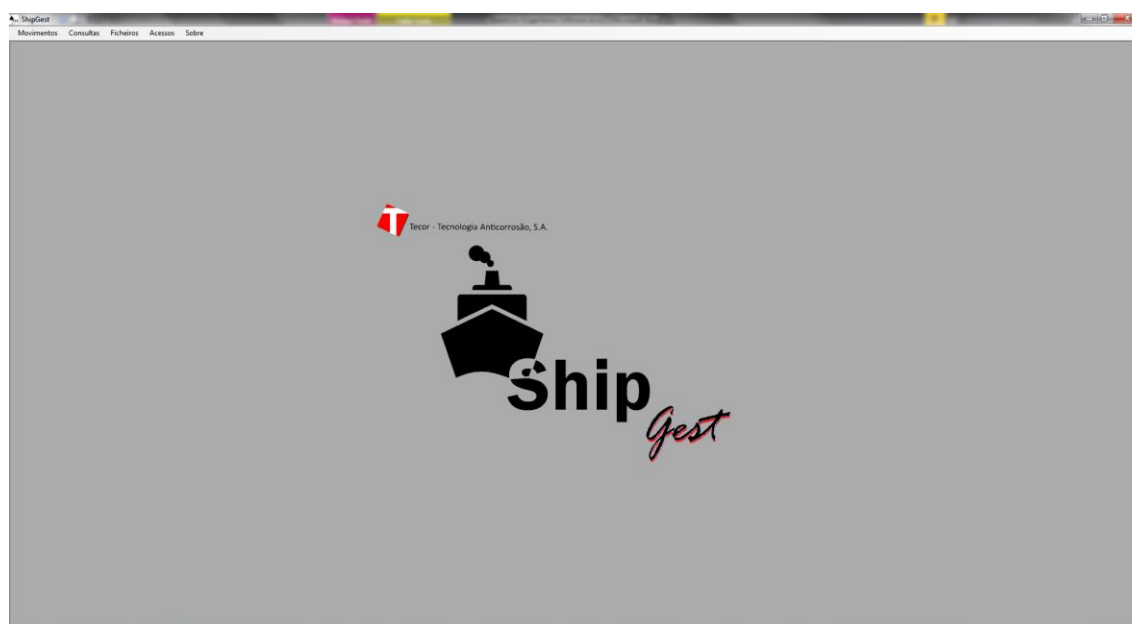 ShipGest
Movimentos Consultas Ficheiros Acessos Sobre
T
Tecor - Tecnologia Anticorrosão, S.A.
Ship
Gest